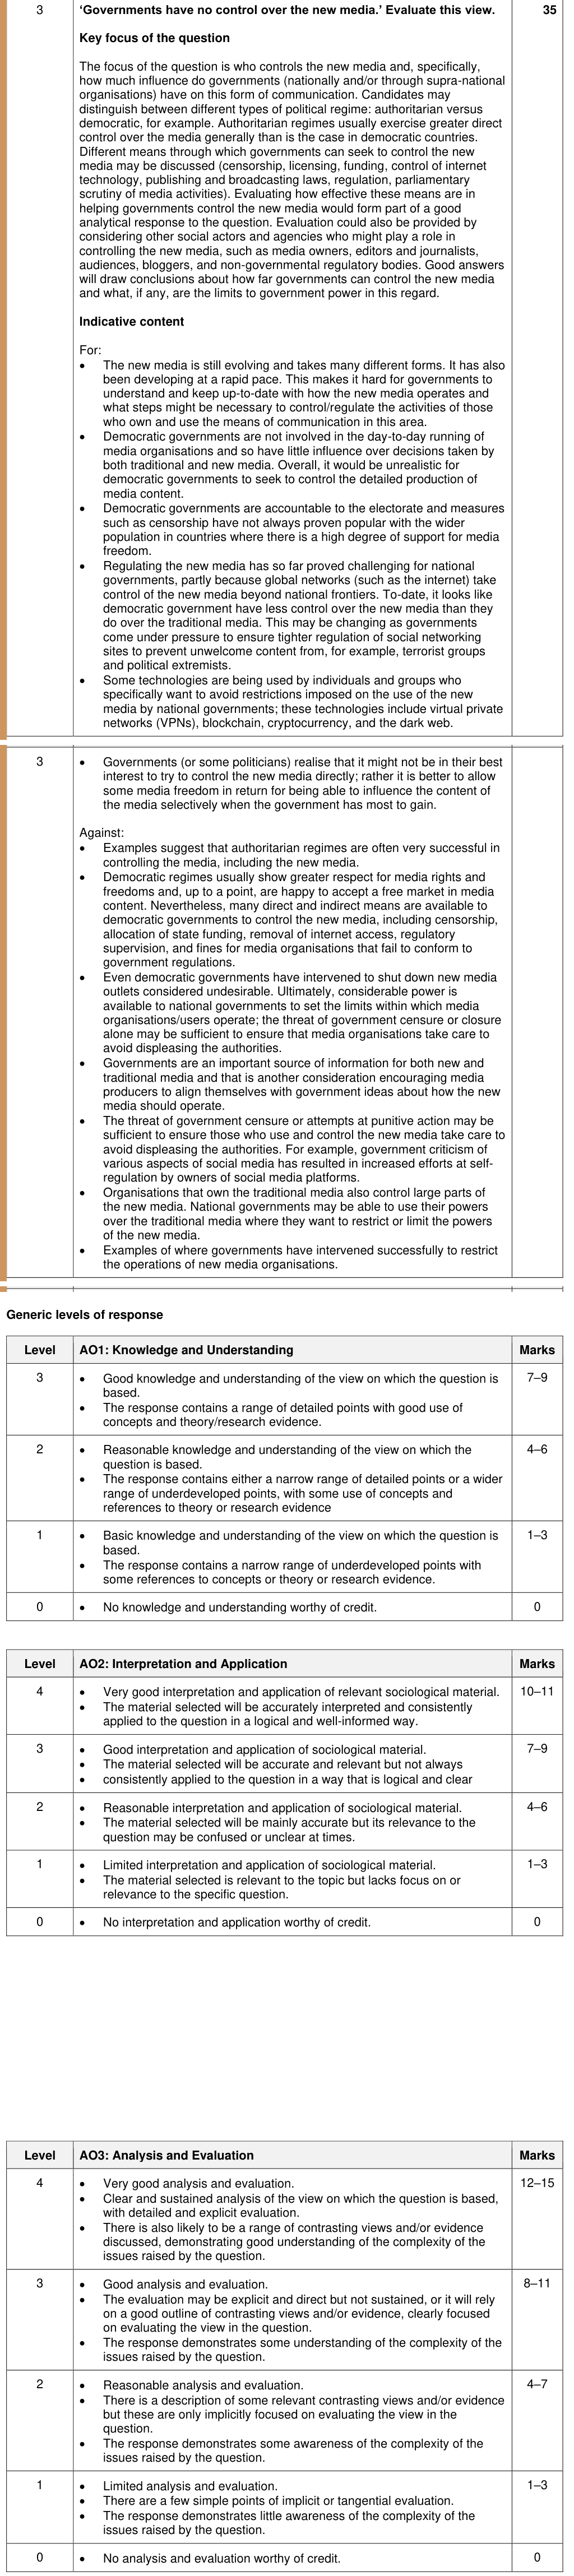 3 ‘Governments have no control over the new media.’ Evaluate this view. 35
Key focus of the question
The focus of the question is who controls the new media and, specifically,
how much influence do governments (nationally and/or through supra-national
organisations) have on this form of communication. Candidates may
distinguish between different types of political regime: authoritarian versus
democratic, for example. Authoritarian regimes usually exercise greater direct
control over the media generally than is the case in democratic countries.
Different means through which governments can seek to control the new
media may be discussed (censorship, licensing, funding, control of internet
technology, publishing and broadcasting laws, regulation, parliamentary
scrutiny of media activities). Evaluating how effective these means are in
helping governments control the new media would form part of a good
analytical response to the question. Evaluation could also be provided by
considering other social actors and agencies who might play a role in
controlling the new media, such as media owners, editors and journalists,
audiences, bloggers, and non-governmental regulatory bodies. Good answers
will draw conclusions about how far governments can control the new media
and what, if any, are the limits to government power in this regard.
Indicative content
For:
• The new media is still evolving and takes many different forms. It has also
been developing at a rapid pace. This makes it hard for governments to
understand and keep up-to-date with how the new media operates and
what steps might be necessary to control/regulate the activities of those
who own and use the means of communication in this area.
• Democratic governments are not involved in the day-to-day running of
media organisations and so have little influence over decisions taken by
both traditional and new media. Overall, it would be unrealistic for
democratic governments to seek to control the detailed production of
media content.
• Democratic governments are accountable to the electorate and measures
such as censorship have not always proven popular with the wider
population in countries where there is a high degree of support for media
freedom.
• Regulating the new media has so far proved challenging for national
governments, partly because global networks (such as the internet) take
control of the new media beyond national frontiers. To-date, it looks like
democratic government have less control over the new media than they
do over the traditional media. This may be changing as governments
come under pressure to ensure tighter regulation of social networking
sites to prevent unwelcome content from, for example, terrorist groups
and political extremists.
• Some technologies are being used by individuals and groups who
specifically want to avoid restrictions imposed on the use of the new
media by national governments; these technologies include virtual private
networks (VPNs), blockchain, cryptocurrency, and the dark web.
3 • Governments (or some politicians) realise that it might not be in their best
interest to try to control the new media directly; rather it is better to allow
some media freedom in return for being able to influence the content of
the media selectively when the government has most to gain.
Against:
• Examples suggest that authoritarian regimes are often very successful in
controlling the media, including the new media.
• Democratic regimes usually show greater respect for media rights and
freedoms and, up to a point, are happy to accept a free market in media
content. Nevertheless, many direct and indirect means are available to
democratic governments to control the new media, including censorship,
allocation of state funding, removal of internet access, regulatory
supervision, and fines for media organisations that fail to conform to
government regulations.
• Even democratic governments have intervened to shut down new media
outlets considered undesirable. Ultimately, considerable power is
available to national governments to set the limits within which media
organisations/users operate; the threat of government censure or closure
alone may be sufficient to ensure that media organisations take care to
avoid displeasing the authorities.
• Governments are an important source of information for both new and
traditional media and that is another consideration encouraging media
producers to align themselves with government ideas about how the new
media should operate.
• The threat of government censure or attempts at punitive action may be
sufficient to ensure those who use and control the new media take care to
avoid displeasing the authorities. For example, government criticism of
various aspects of social media has resulted in increased efforts at self-
regulation by owners of social media platforms.
• Organisations that own the traditional media also control large parts of
the new media. National governments may be able to use their powers
over the traditional media where they want to restrict or limit the powers
of the new media.
• Examples of where governments have intervened successfully to restrict
the operations of new media organisations.
Generic levels of response
Level AO1: Knowledge and Understanding Marks
3 • Good knowledge and understanding of the view on which the question is 7–9
based.
• The response contains a range of detailed points with good use of
concepts and theory/research evidence.
2 • Reasonable knowledge and understanding of the view on which the 4–6
question is based.
• The response contains either a narrow range of detailed points or a wider
range of underdeveloped points, with some use of concepts and
references to theory or research evidence
1 • Basic knowledge and understanding of the view on which the question is 1–3
based.
• The response contains a narrow range of underdeveloped points with
some references to concepts or theory or research evidence.
0 • No knowledge and understanding worthy of credit. 0
Level AO2: Interpretation and Application Marks
4 • Very good interpretation and application of relevant sociological material. 10–11
• The material selected will be accurately interpreted and consistently
applied to the question in a logical and well-informed way.
3 • Good interpretation and application of sociological material. 7–9
• The material selected will be accurate and relevant but not always
• consistently applied to the question in a way that is logical and clear
2 • Reasonable interpretation and application of sociological material. 4–6
• The material selected will be mainly accurate but its relevance to the
question may be confused or unclear at times.
1 • Limited interpretation and application of sociological material. 1–3
• The material selected is relevant to the topic but lacks focus on or
relevance to the specific question.
0 • No interpretation and application worthy of credit. 0
Level AO3: Analysis and Evaluation Marks
4 • Very good analysis and evaluation. 12–15
• Clear and sustained analysis of the view on which the question is based,
with detailed and explicit evaluation.
• There is also likely to be a range of contrasting views and/or evidence
discussed, demonstrating good understanding of the complexity of the
issues raised by the question.
3 • Good analysis and evaluation. 8–11
• The evaluation may be explicit and direct but not sustained, or it will rely
on a good outline of contrasting views and/or evidence, clearly focused
on evaluating the view in the question.
• The response demonstrates some understanding of the complexity of the
issues raised by the question.
2 • Reasonable analysis and evaluation. 4–7
• There is a description of some relevant contrasting views and/or evidence
but these are only implicitly focused on evaluating the view in the
question.
• The response demonstrates some awareness of the complexity of the
issues raised by the question.
1 • Limited analysis and evaluation. 1–3
• There are a few simple points of implicit or tangential evaluation.
• The response demonstrates little awareness of the complexity of the
issues raised by the question.
0 • No analysis and evaluation worthy of credit. 0